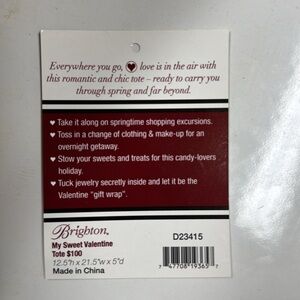 Everywhere you go, ♥ love is in the air with
this romantic and chic tote – ready to carry you
through spring and far beyond.
♥ Take it along on springtime shopping excursions.
♥ Toss in a change of clothing & make-up for an
overnight getaway.
♥ Stow your sweets and treats for this candy-lovers
holiday.
♥ Tuck jewelry secretly inside and let it be the
Valentine "gift wrap".
Brighton
My Sweet Valentine
Tote $100
12.5"h x 21.5"w x 5"d
Made in China
D23415
7 47708 19365 7